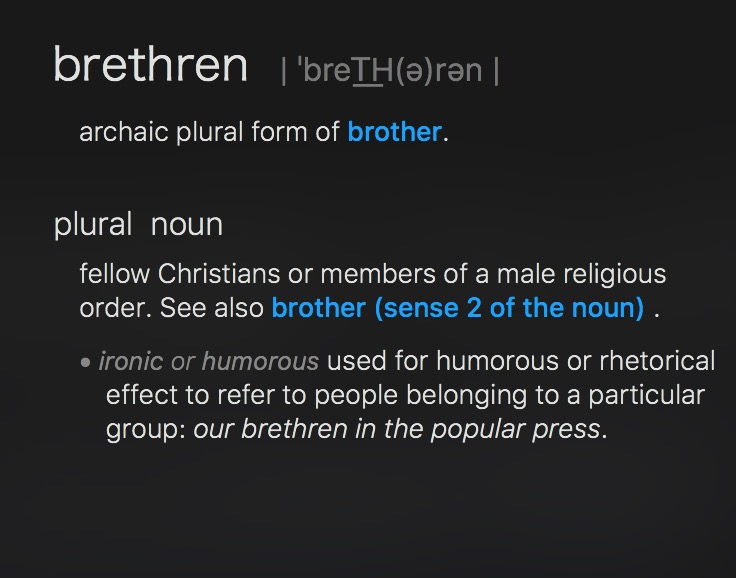 brethren | ˈbreTH(ə)rən |
archaic plural form of brother.
plural noun
fellow Christians or members of a male religious
order. See also brother (sense 2 of the noun) .
• ironic or humorous used for humorous or rhetorical
effect to refer to people belonging to a particular
group: our brethren in the popular press.